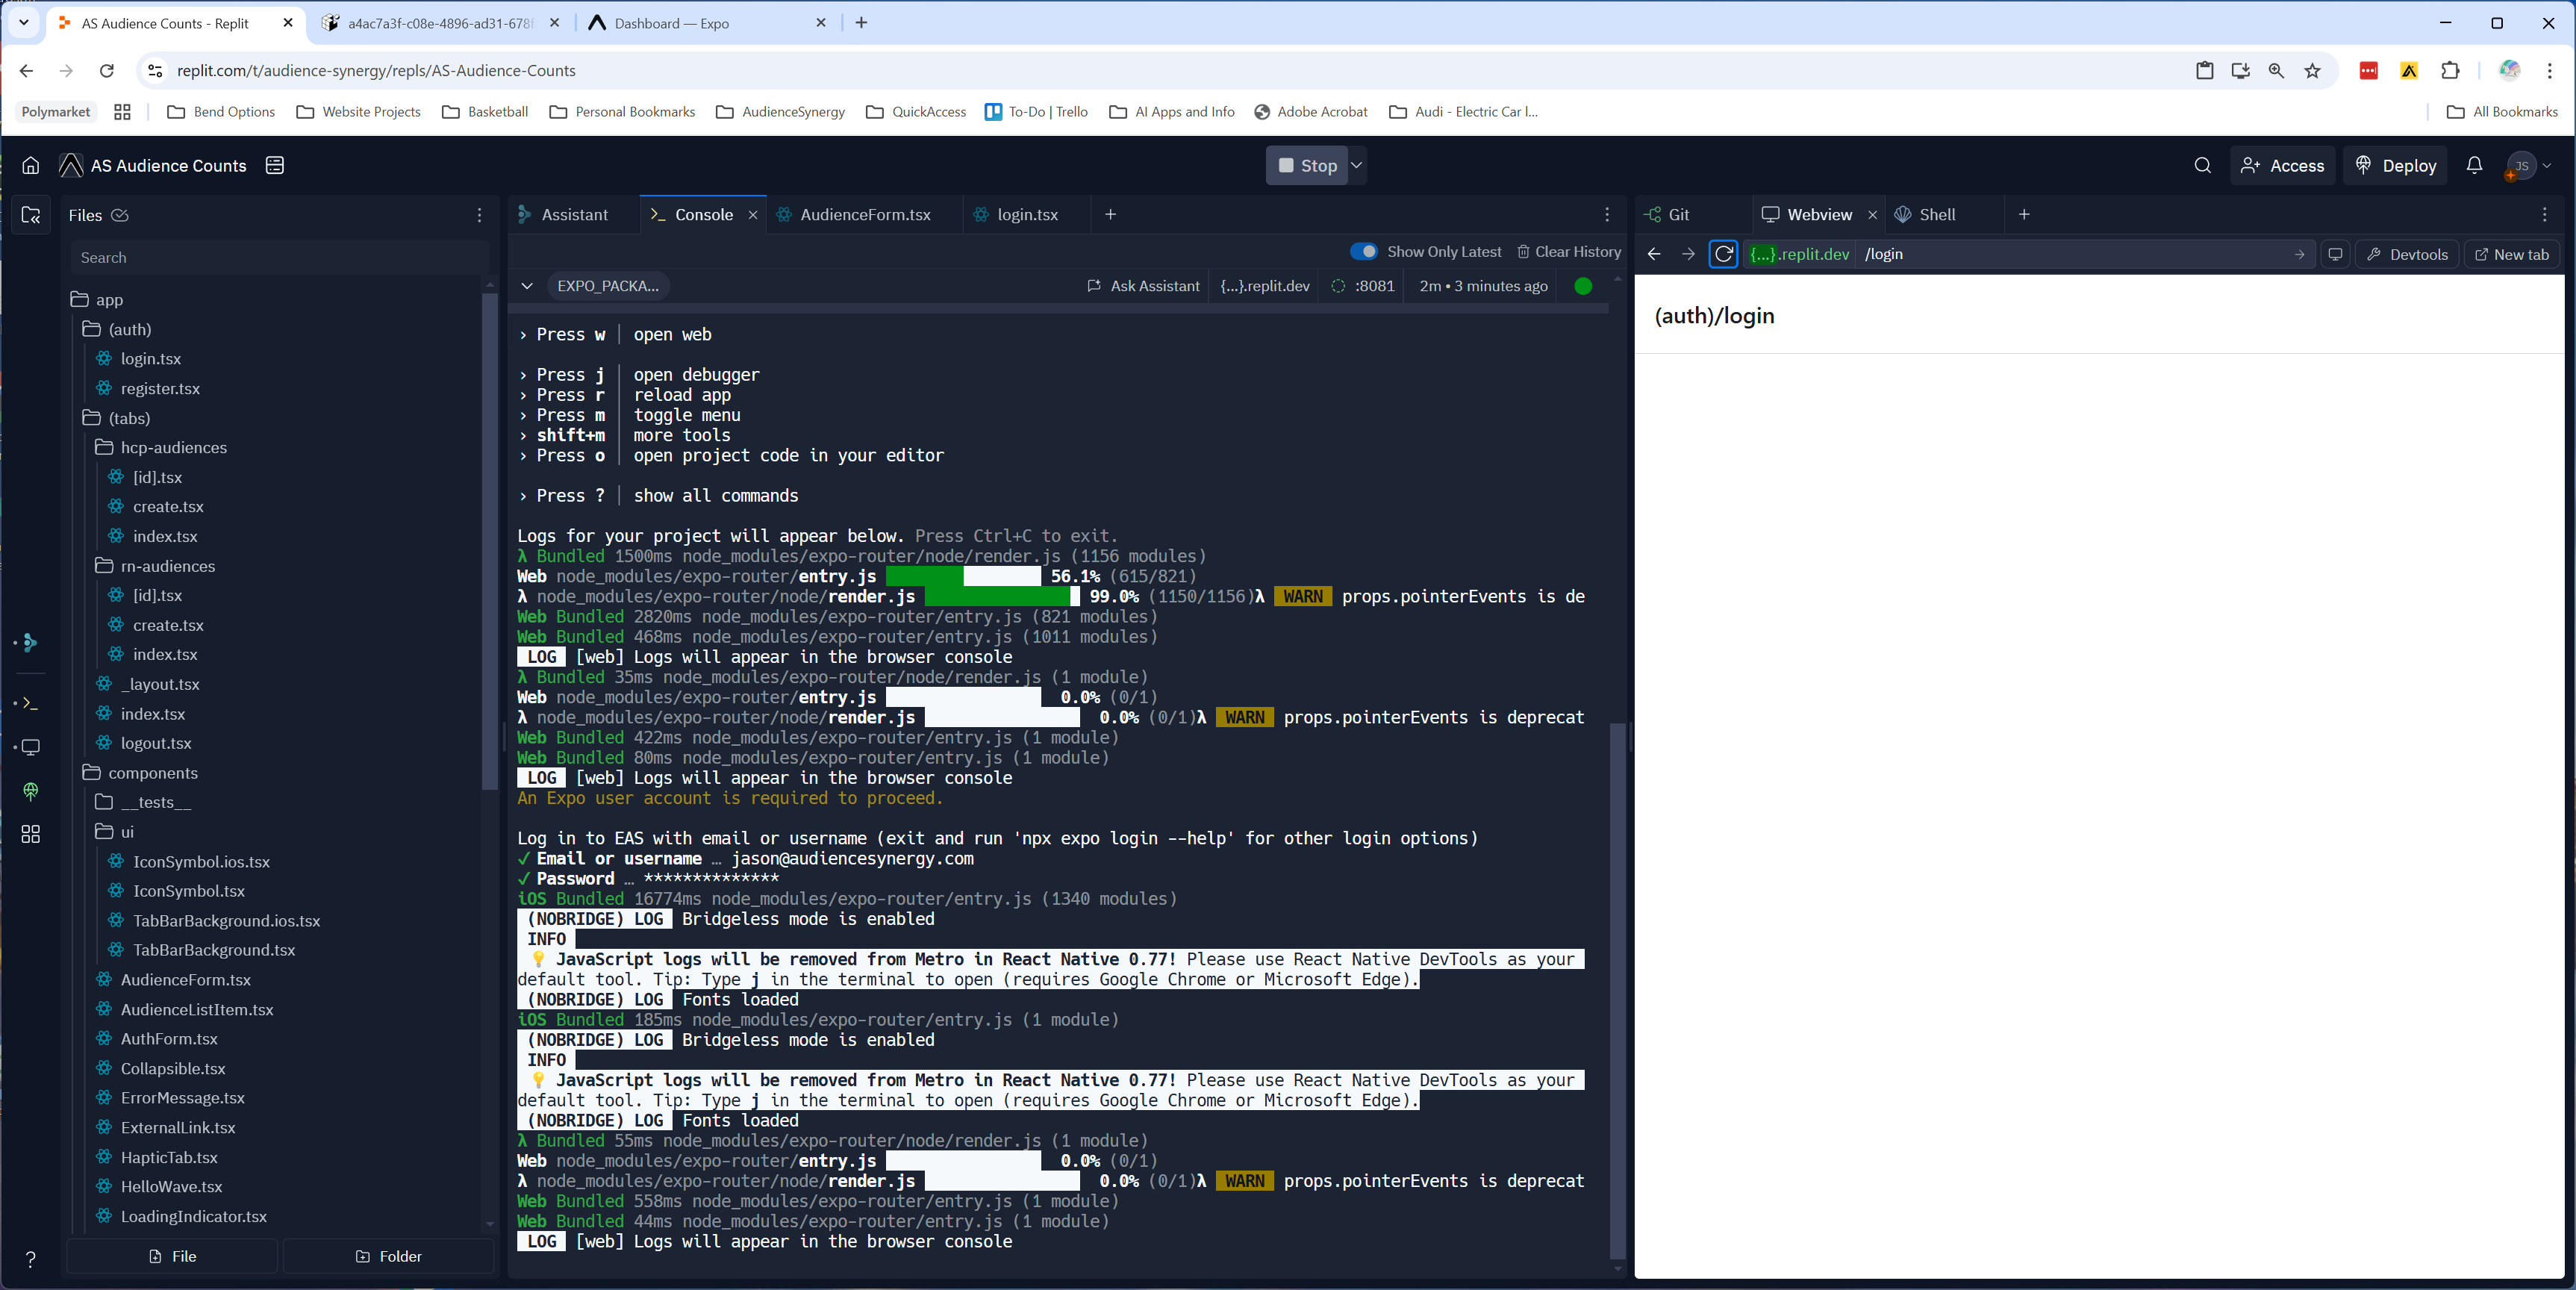 AS Audience Counts - Replit
a4ac7a3f-c08e-4896-ad31-678f
Dashboard — Expo
replit.com/t/audience-synergy/repls/AS-Audience-Counts
Polymarket
Bend Options
Website Projects
Basketball
Personal Bookmarks
AudienceSynergy
QuickAccess
To-Do | Trello
AI Apps and Info
Adobe Acrobat
Audi - Electric Car l...
All Bookmarks
AS Audience Counts
Stop
Access
Deploy
JS
Files
Search
app
(auth)
login.tsx
register.tsx
(tabs)
hcp-audiences
[id].tsx
create.tsx
index.tsx
rn-audiences
[id].tsx
create.tsx
index.tsx
_layout.tsx
index.tsx
logout.tsx
components
__tests__
ui
IconSymbol.ios.tsx
IconSymbol.tsx
TabBarBackground.ios.tsx
TabBarBackground.tsx
AudienceForm.tsx
AudienceListItem.tsx
AuthForm.tsx
Collapsible.tsx
ErrorMessage.tsx
ExternalLink.tsx
HapticTab.tsx
HelloWave.tsx
LoadingIndicator.tsx
File
Folder
Assistant
Console
AudienceForm.tsx
login.tsx
Show Only Latest
Clear History
EXPO_PACKA...
Ask Assistant
{...}.replit.dev
:8081
2m • 3 minutes ago
› Press w │ open web
› Press j │ open debugger
› Press r │ reload app
› Press m │ toggle menu
› shift+m │ more tools
› Press o │ open project code in your editor
› Press ? │ show all commands
Logs for your project will appear below. Press Ctrl+C to exit.
λ Bundled 1500ms node_modules/expo-router/node/render.js (1156 modules)
Web node_modules/expo-router/entry.js 56.1% (615/821)
λ node_modules/expo-router/node/render.js 99.0% (1150/1156)λ WARN props.pointerEvents is de
Web Bundled 2820ms node_modules/expo-router/entry.js (821 modules)
Web Bundled 468ms node_modules/expo-router/entry.js (1011 modules)
LOG [web] Logs will appear in the browser console
λ Bundled 35ms node_modules/expo-router/node/render.js (1 module)
Web node_modules/expo-router/entry.js 0.0% (0/1)
λ node_modules/expo-router/node/render.js 0.0% (0/1)λ WARN props.pointerEvents is deprecat
Web Bundled 422ms node_modules/expo-router/entry.js (1 module)
Web Bundled 80ms node_modules/expo-router/entry.js (1 module)
LOG [web] Logs will appear in the browser console
An Expo user account is required to proceed.
Log in to EAS with email or username (exit and run 'npx expo login --help' for other login options)
✓ Email or username … jason@audiencesynergy.com
✓ Password … **************
iOS Bundled 16774ms node_modules/expo-router/entry.js (1340 modules)
(NOBRIDGE) LOG Bridgeless mode is enabled
INFO
💡 JavaScript logs will be removed from Metro in React Native 0.77! Please use React Native DevTools as your
default tool. Tip: Type j in the terminal to open (requires Google Chrome or Microsoft Edge).
(NOBRIDGE) LOG Fonts loaded
iOS Bundled 185ms node_modules/expo-router/entry.js (1 module)
(NOBRIDGE) LOG Bridgeless mode is enabled
INFO
💡 JavaScript logs will be removed from Metro in React Native 0.77! Please use React Native DevTools as your
default tool. Tip: Type j in the terminal to open (requires Google Chrome or Microsoft Edge).
(NOBRIDGE) LOG Fonts loaded
λ Bundled 55ms node_modules/expo-router/node/render.js (1 module)
Web node_modules/expo-router/entry.js 0.0% (0/1)
λ node_modules/expo-router/node/render.js 0.0% (0/1)λ WARN props.pointerEvents is deprecat
Web Bundled 558ms node_modules/expo-router/entry.js (1 module)
Web Bundled 44ms node_modules/expo-router/entry.js (1 module)
LOG [web] Logs will appear in the browser console
Git
Webview
Shell
{...}.replit.dev
/login
Devtools
New tab
(auth)/login